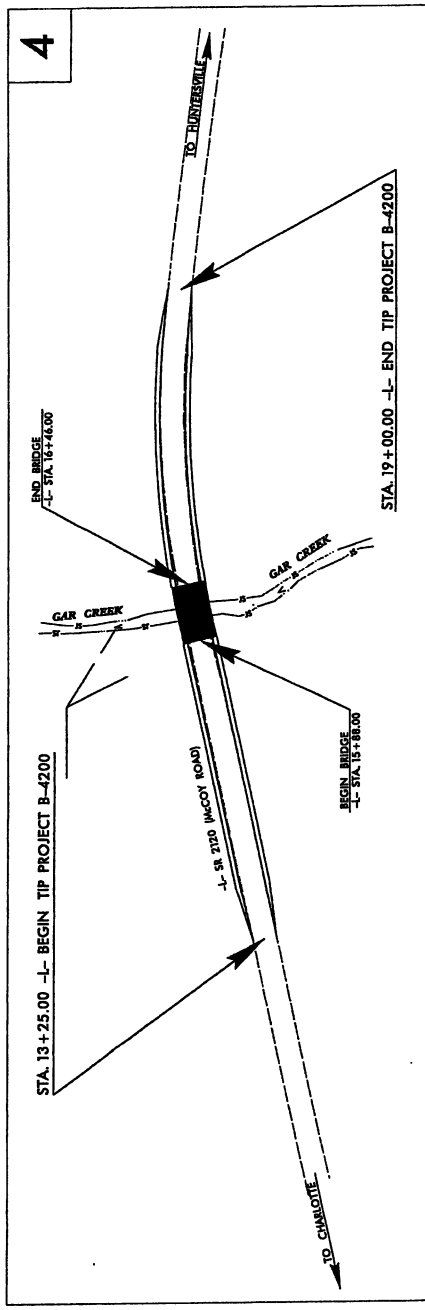 4
STA. 13+25.00 -L- BEGIN TIP PROJECT B-4200
GAR CREEK
END BRIDGE
-L- STA. 16+46.00
TO HUNTERSVILLE
-L- SR 2120 (McCOY ROAD)
TO CHARLOTTE
BEGIN BRIDGE
-L- STA. 15+88.00
GAR CREEK
STA. 19+00.00 -L- END TIP PROJECT B-4200